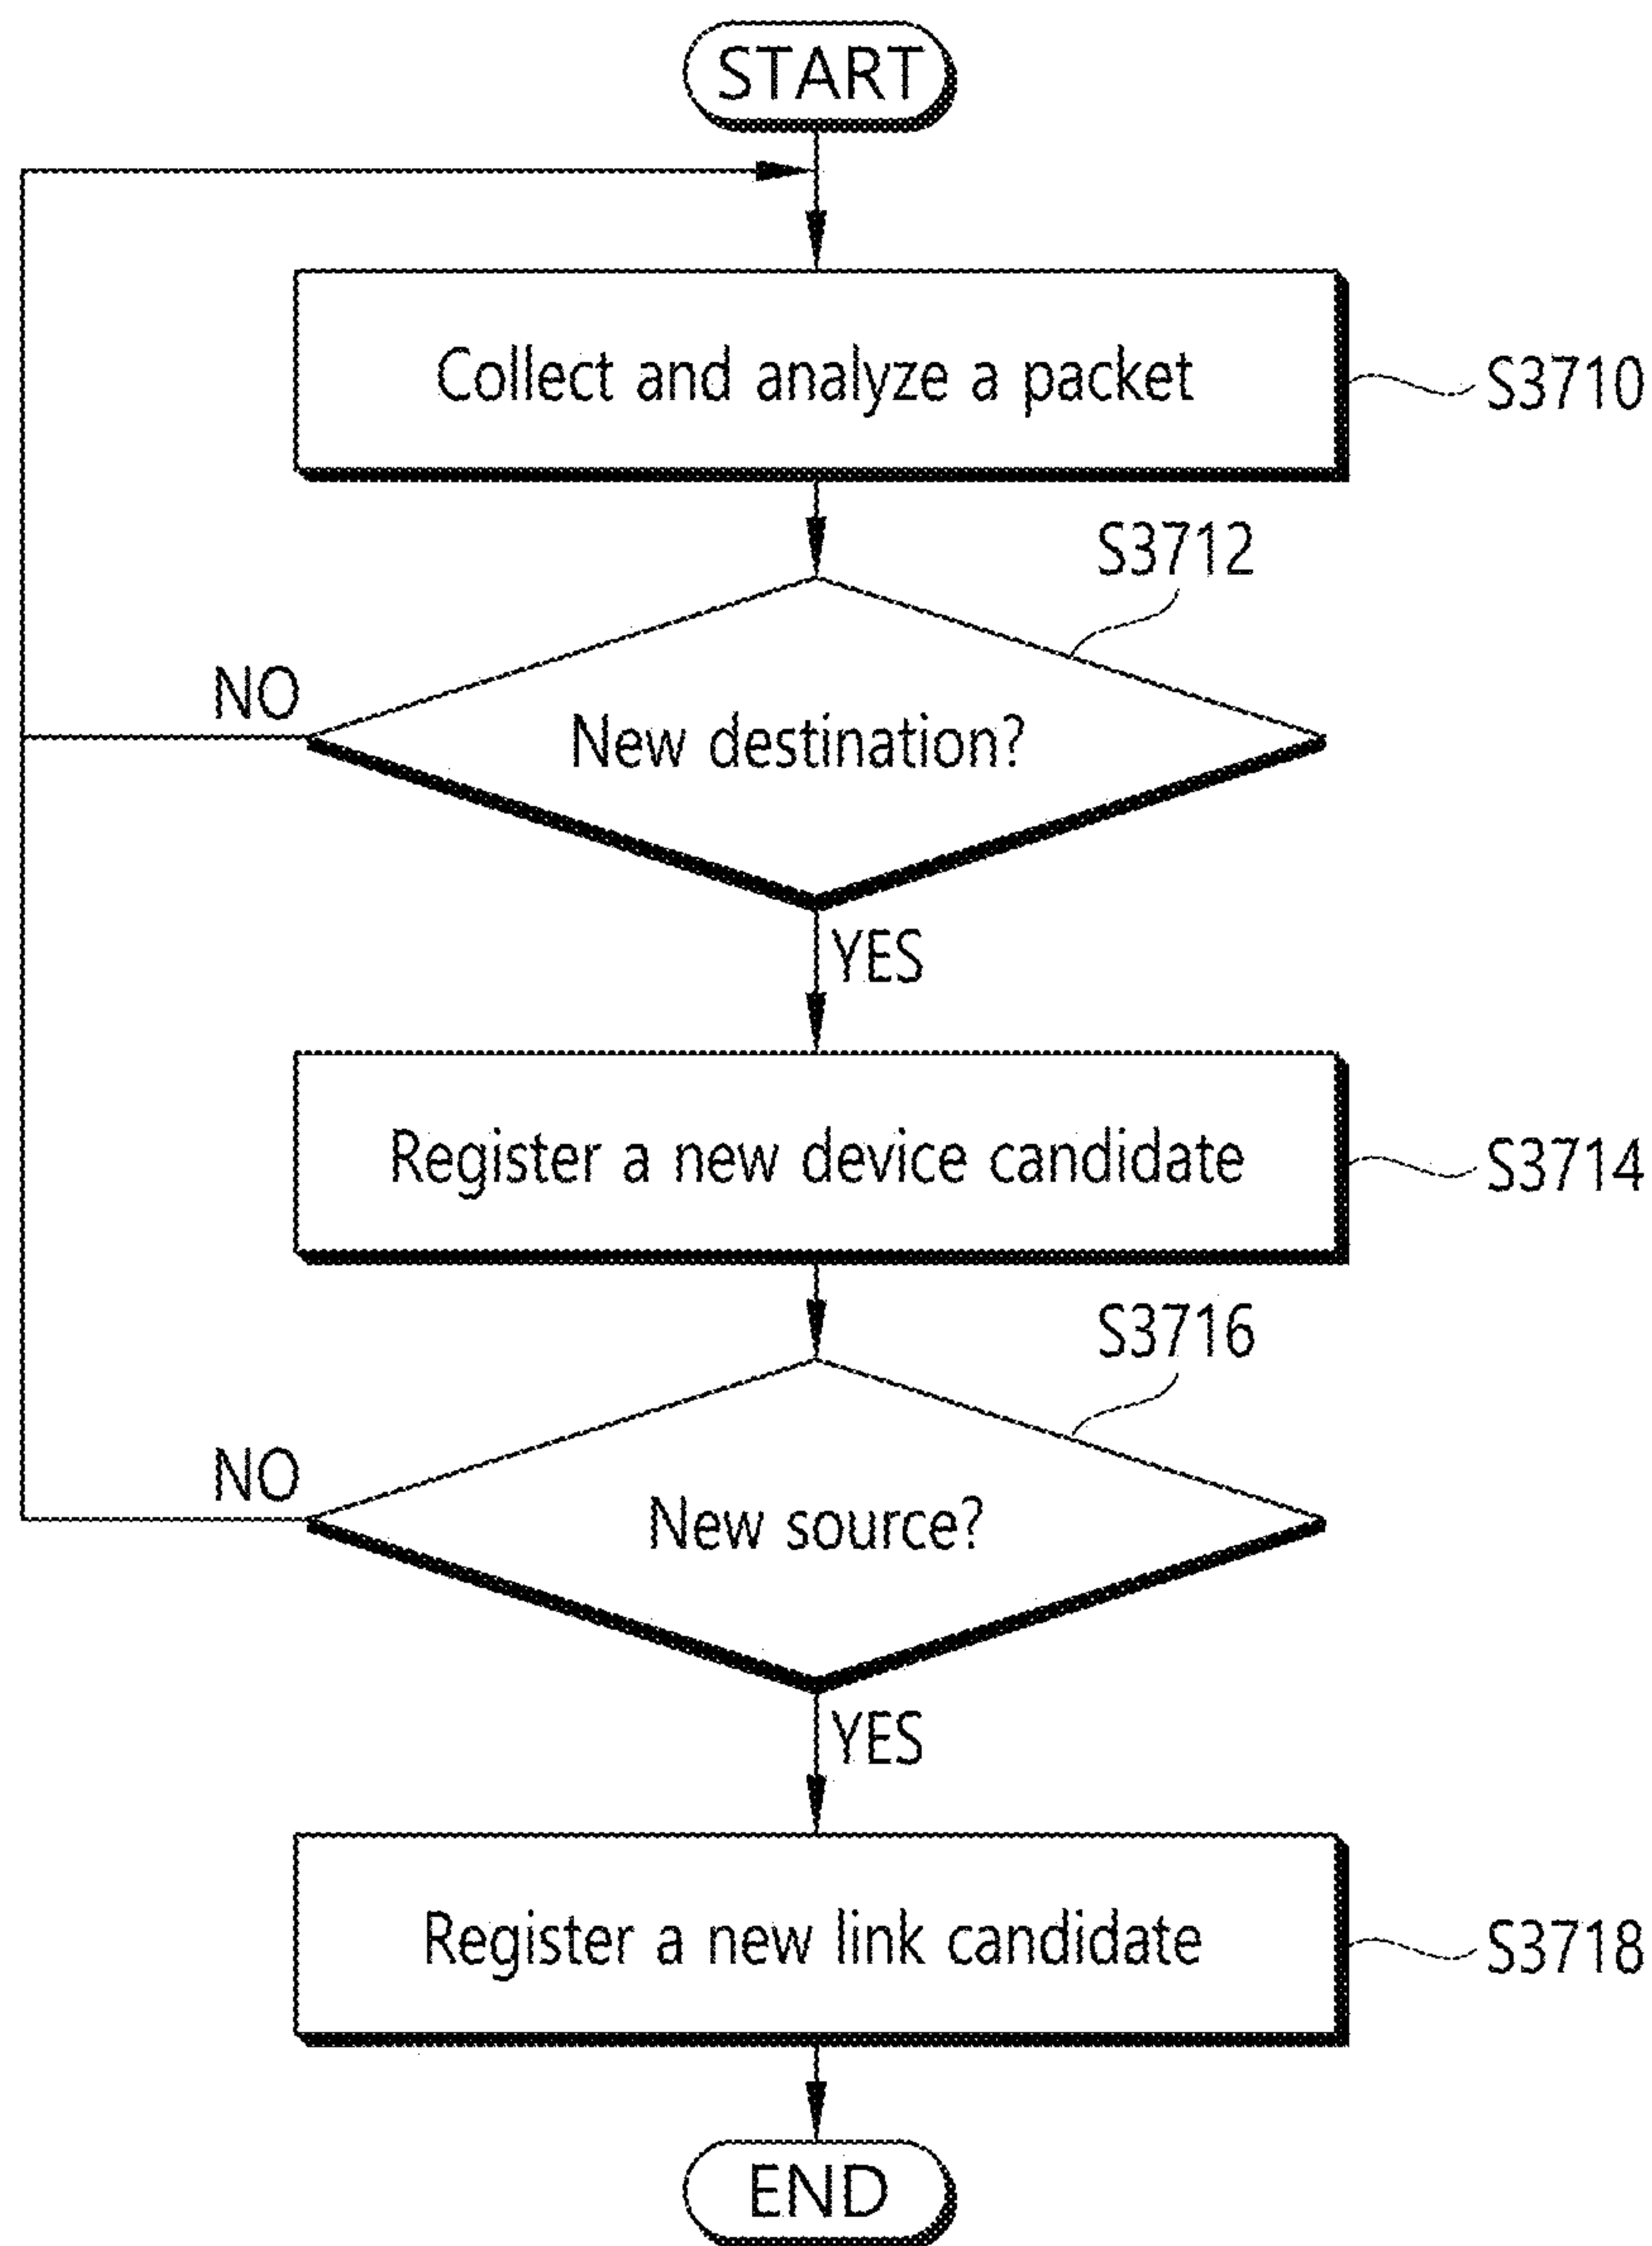 START
Collect and analyze a packet
S3710
S3712
NO
New destination?
YES
Register a new device candidate
S3714
S3716
NO
New source?
YES
Register a new link candidate
S3718
END